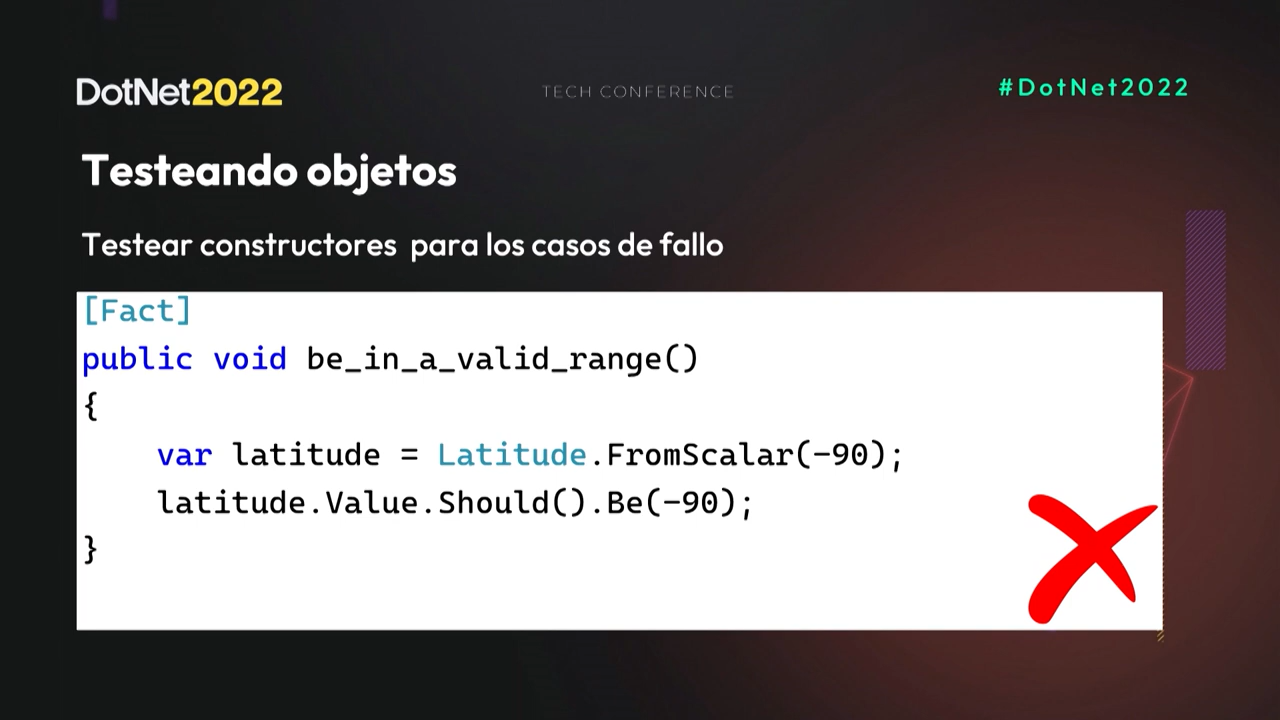 DotNet2022
TECH CONFERENCE
#DotNet2022
Testeando objetos
Testear constructores para los casos de fallo
[Fact]
public void be_in_a_valid_range()
{
    var latitude = Latitude.FromScalar(-90);
    latitude.Value.Should().Be(-90);
}